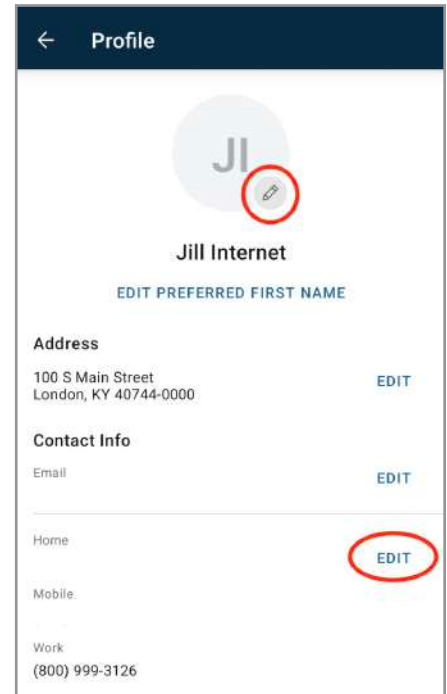 Profile
JI
Jill Internet
EDIT PREFERRED FIRST NAME
Address
100 S Main Street
London, KY 40744-0000
EDIT
Contact Info
Email
EDIT
Home
EDIT
Mobile
Work
(800) 999-3126